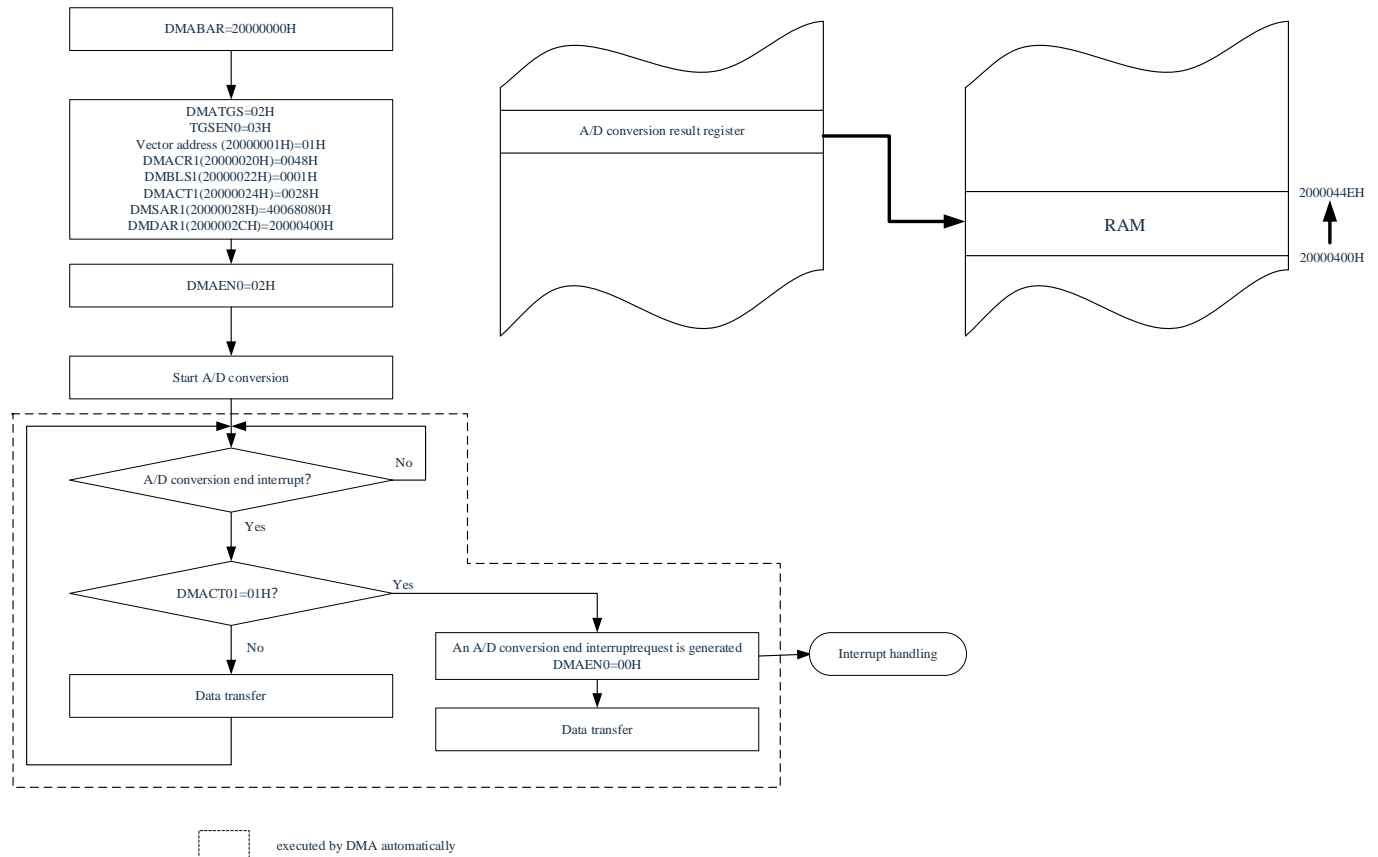 DMABAR=20000000H
DMATGS=02H
TGSEN0=03H
Vector address (20000001H)=01H
DMACR1(20000020H)=0048H
DMBLS1(20000022H)=0001H
DMACT1(20000024H)=0028H
DMSAR1(20000028H)=40068080H
DMDAR1(2000002CH)=20000400H
DMAEN0=02H
Start A/D conversion
A/D conversion end interrupt?
No
Yes
DMACT01=01H?
Yes
No
Data transfer
An A/D conversion end interruptrequest is generated
DMAEN0=00H
Data transfer
Interrupt handling
executed by DMA automatically
A/D conversion result register
RAM
2000044EH
20000400H